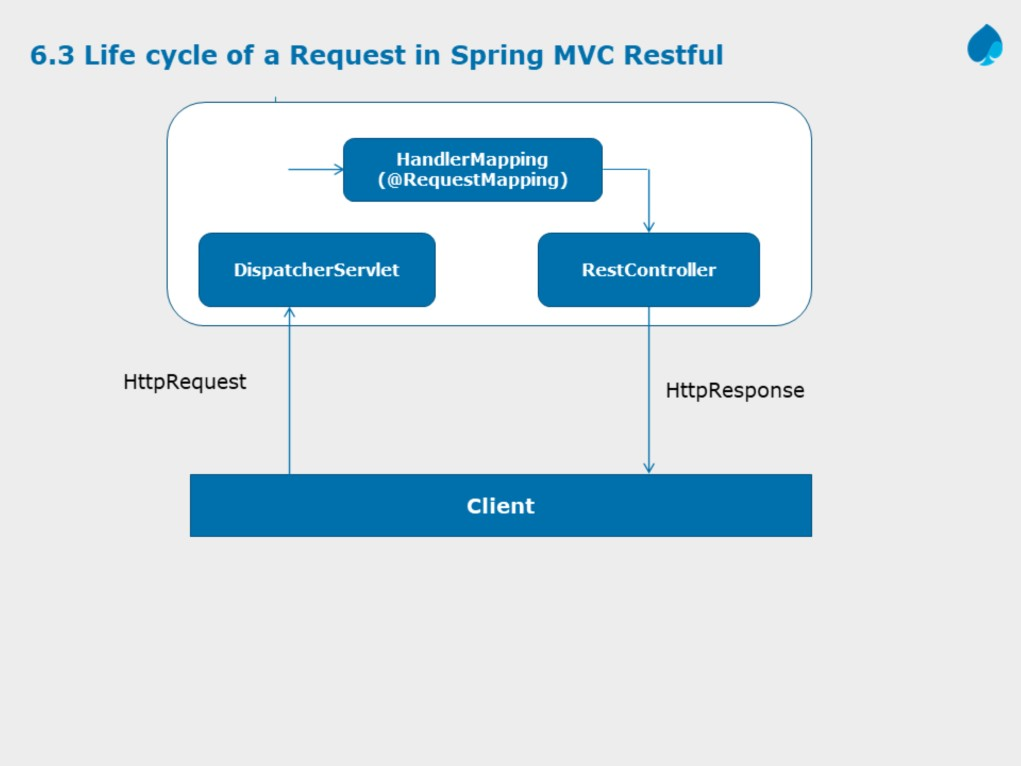 6.3 Life cycle of a Request in Spring MVC Restful
HandlerMapping
(@RequestMapping)
DispatcherServlet
RestController
HttpRequest
HttpResponse
Client